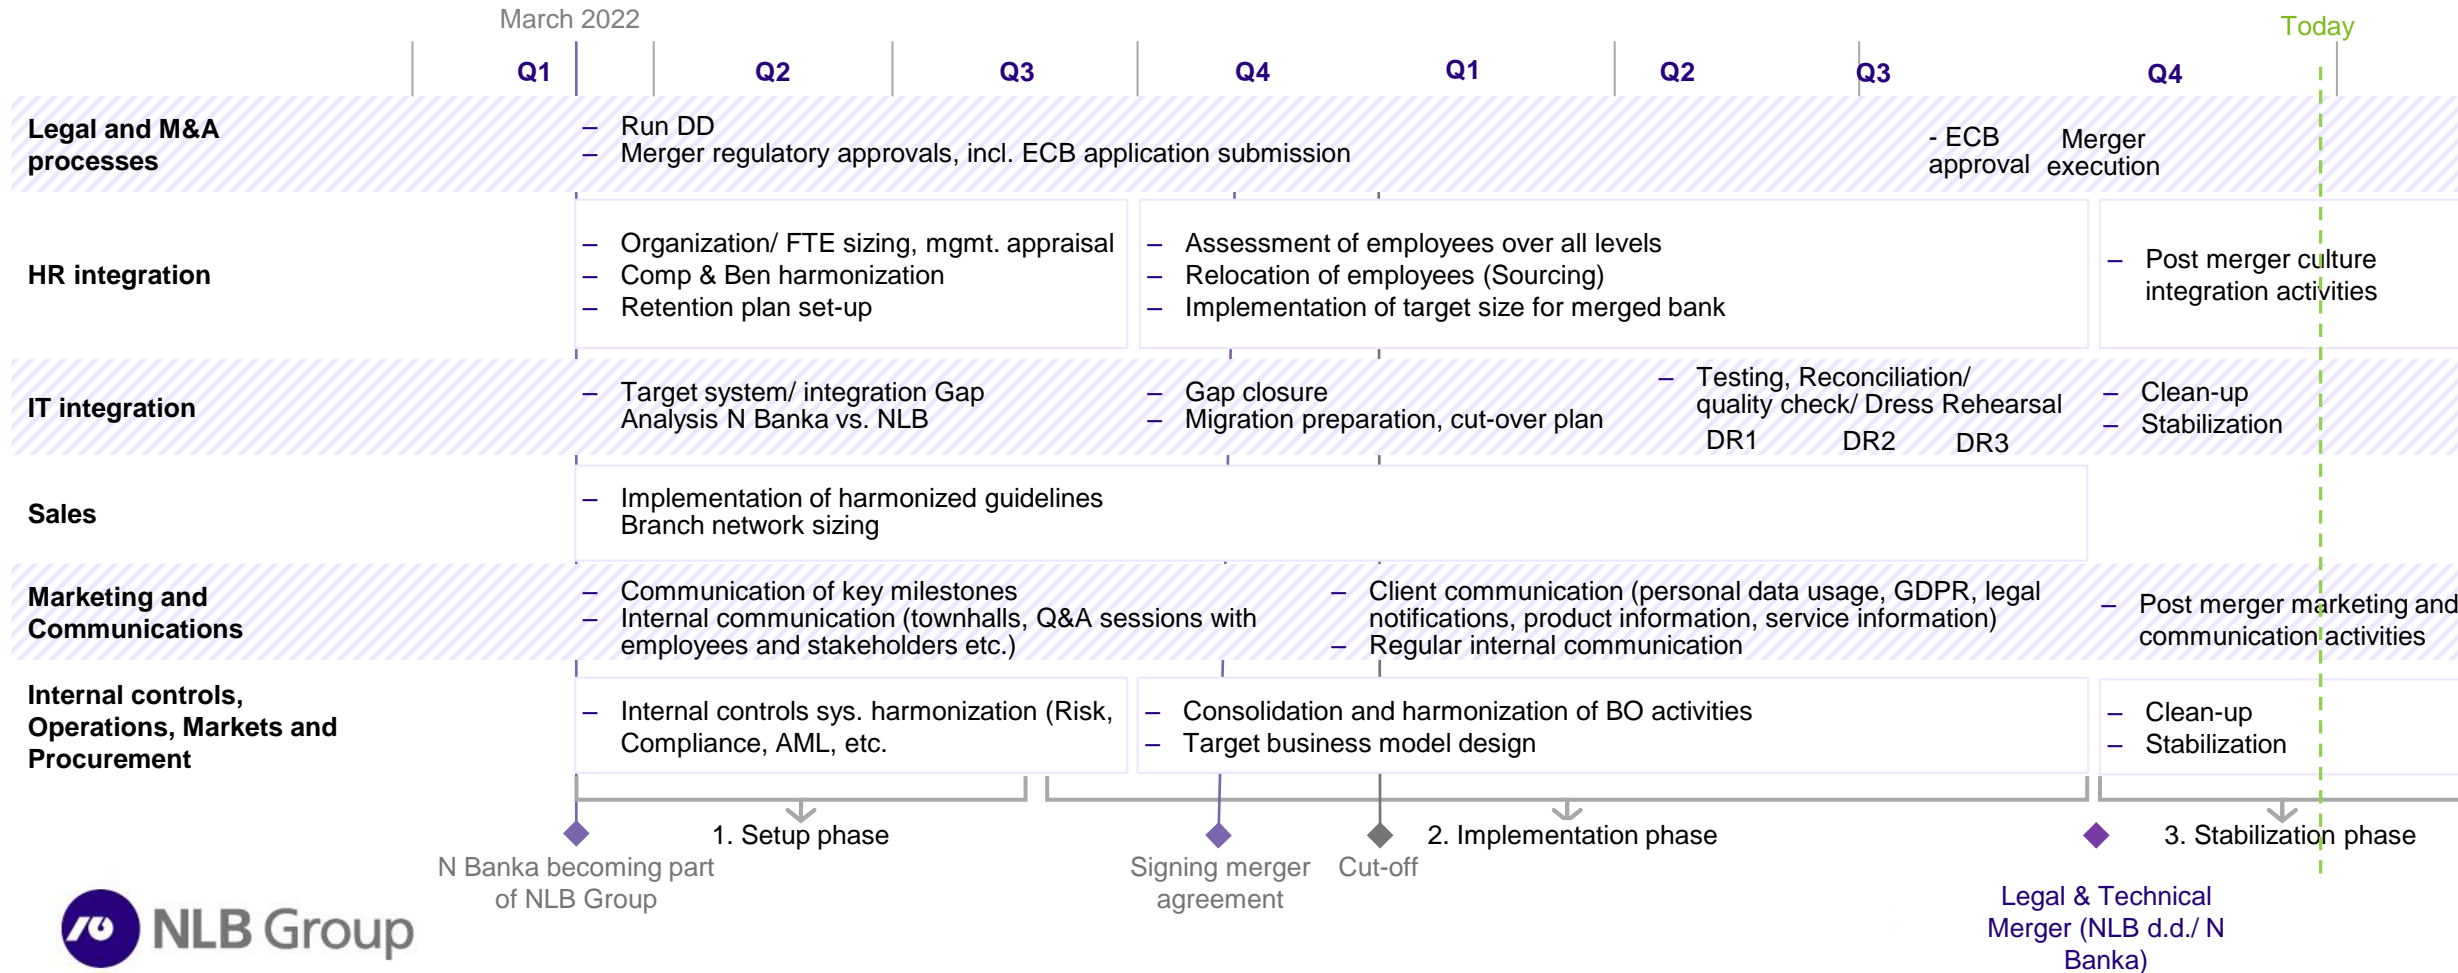 March 2022
Today
Q1 Q2 Q3 Q4 Q1 Q2 Q3 Q4
Legal and M&A
processes
– Run DD
– Merger regulatory approvals, incl. ECB application submission
- ECB
approval
Merger
execution
HR integration
– Organization/ FTE sizing, mgmt. appraisal
– Comp & Ben harmonization
– Retention plan set-up
– Assessment of employees over all levels
– Relocation of employees (Sourcing)
– Implementation of target size for merged bank
– Post merger culture
integration activities
IT integration
– Target system/ integration Gap
Analysis N Banka vs. NLB
– Gap closure
– Migration preparation, cut-over plan
– Testing, Reconciliation/
quality check/ Dress Rehearsal
DR1 DR2 DR3
– Clean-up
– Stabilization
Sales
– Implementation of harmonized guidelines
Branch network sizing
Marketing and
Communications
– Communication of key milestones
– Internal communication (townhalls, Q&A sessions with
employees and stakeholders etc.)
– Client communication (personal data usage, GDPR, legal
notifications, product information, service information)
– Regular internal communication
– Post merger marketing and
communication activities
Internal controls,
Operations, Markets and
Procurement
– Internal controls sys. harmonization (Risk,
Compliance, AML, etc.
– Consolidation and harmonization of BO activities
– Target business model design
– Clean-up
– Stabilization
1. Setup phase
2. Implementation phase
3. Stabilization phase
N Banka becoming part
of NLB Group
Signing merger
agreement
Cut-off
Legal & Technical
Merger (NLB d.d./ N
Banka)
NLB Group